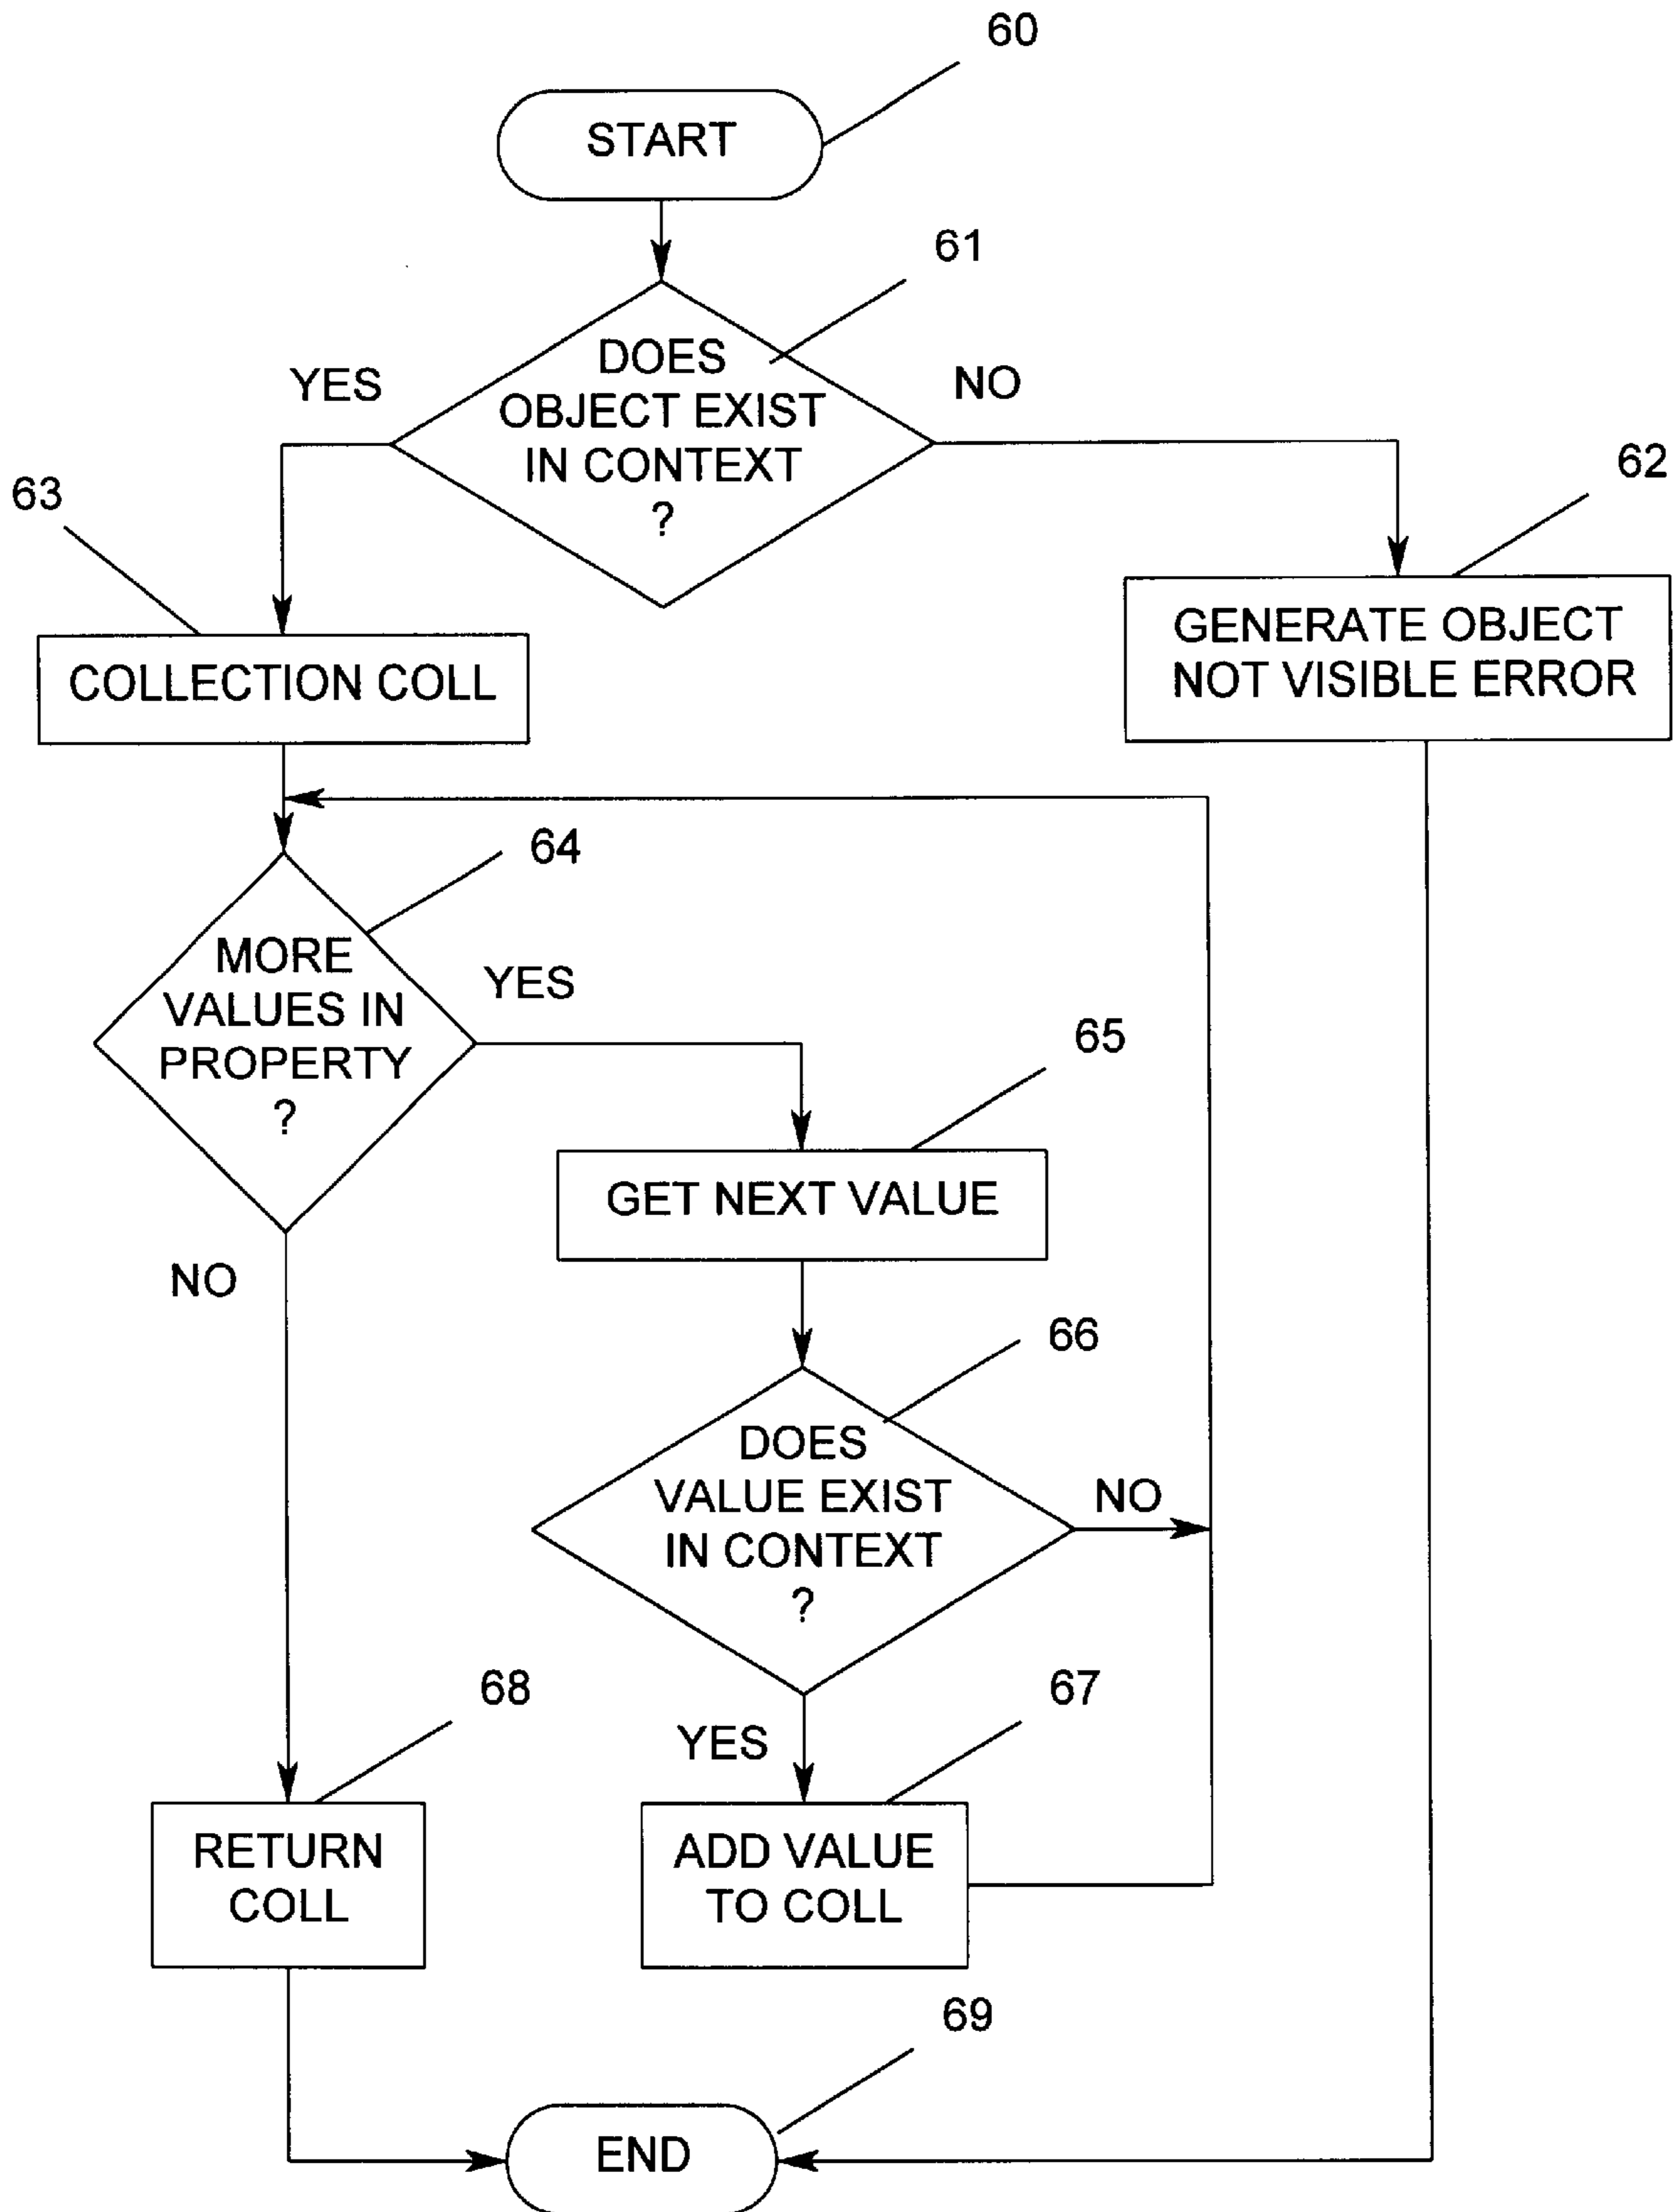 60
START
61
DOES
OBJECT EXIST
IN CONTEXT
?
YES
NO
62
63
GENERATE OBJECT
NOT VISIBLE ERROR
COLLECTION COLL
64
MORE
VALUES IN
PROPERTY
?
YES
65
GET NEXT VALUE
NO
66
DOES
VALUE EXIST
IN CONTEXT
?
NO
68
67
YES
RETURN
COLL
ADD VALUE
TO COLL
69
END